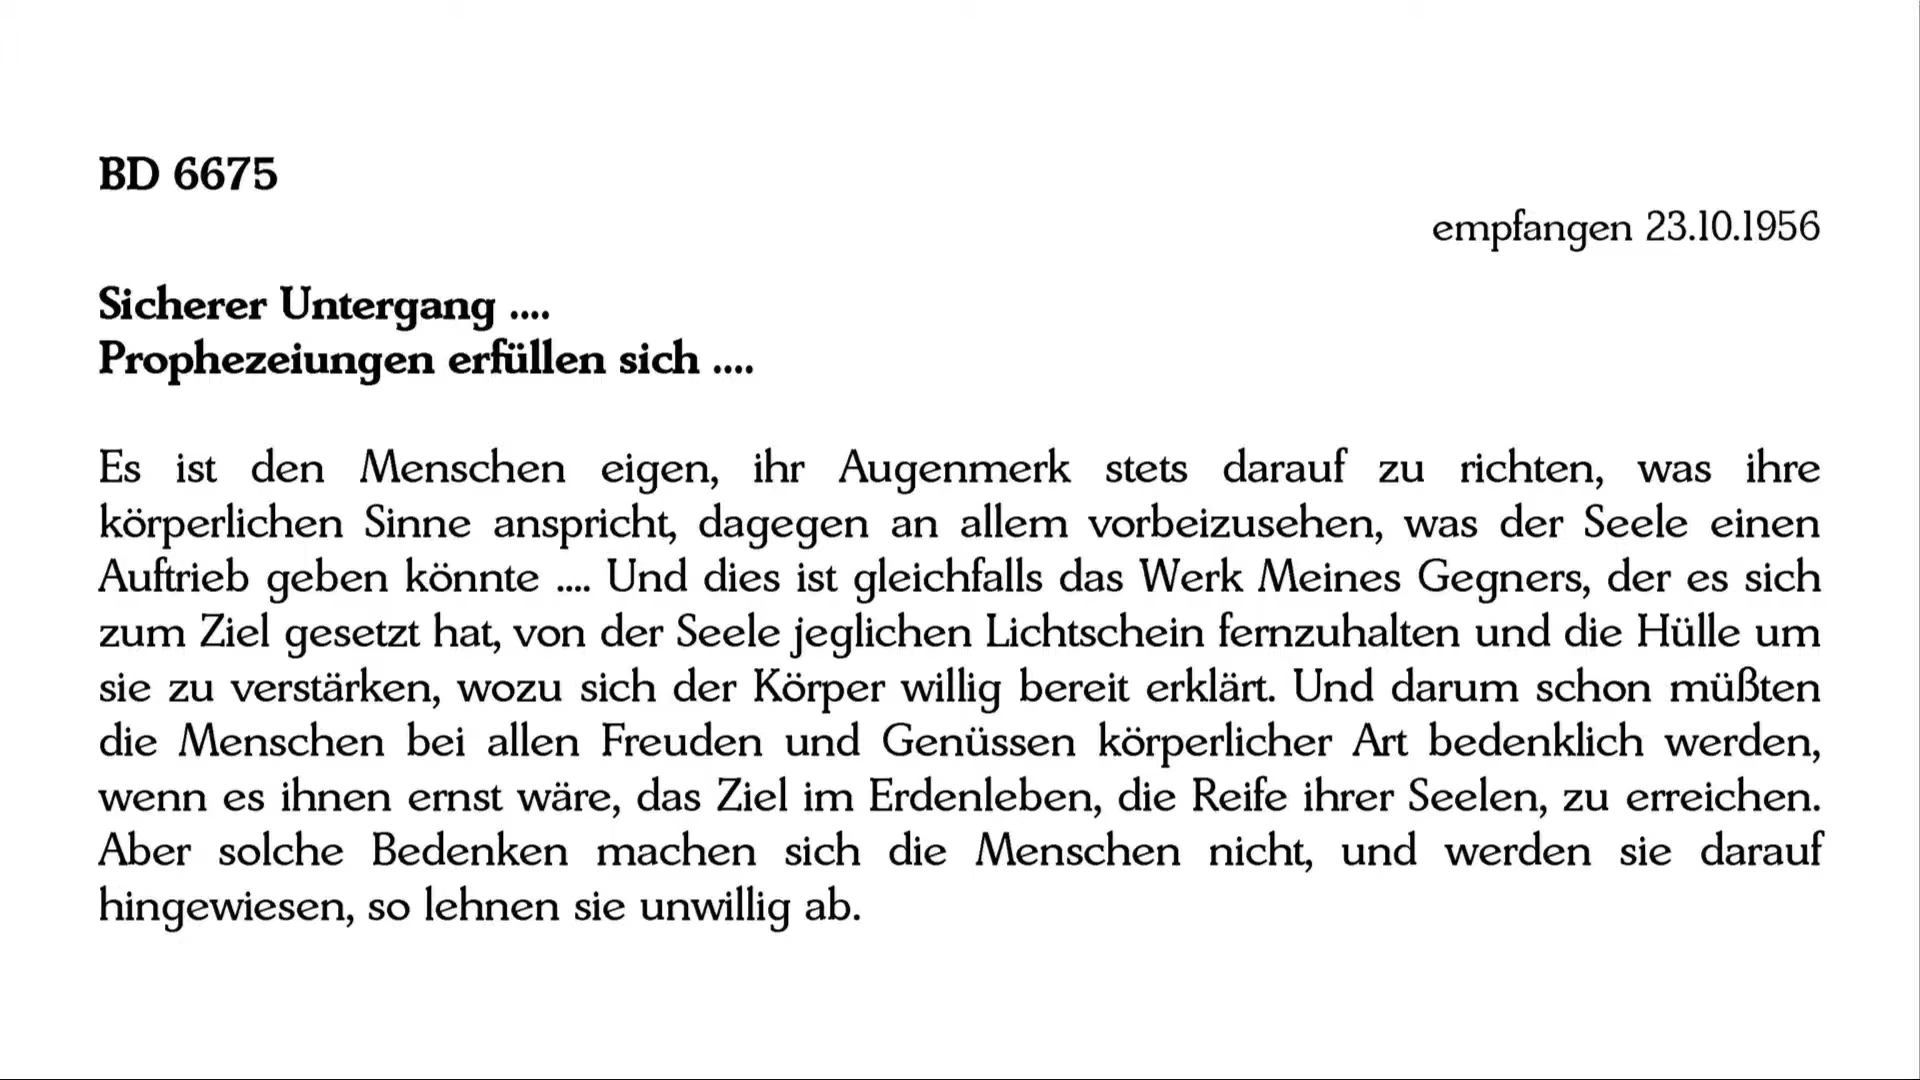 BD 6675
empfangen 23.10.1956
Sicherer Untergang ....
Prophezeiungen erfüllen sich ....
Es ist den Menschen eigen, ihr Augenmerk stets darauf zu richten, was ihre
körperlichen Sinne anspricht, dagegen an allem vorbeizusehen, was der Seele einen
Auftrieb geben könnte .... Und dies ist gleichfalls das Werk Meines Gegners, der es sich
zum Ziel gesetzt hat, von der Seele jeglichen Lichtschein fernzuhalten und die Hülle um
sie zu verstärken, wozu sich der Körper willig bereit erklärt. Und darum schon müßten
die Menschen bei allen Freuden und Genüssen körperlicher Art bedenklich werden,
wenn es ihnen ernst wäre, das Ziel im Erdenleben, die Reife ihrer Seelen, zu erreichen.
Aber solche Bedenken machen sich die Menschen nicht, und werden sie darauf
hingewiesen, so lehnen sie unwillig ab.